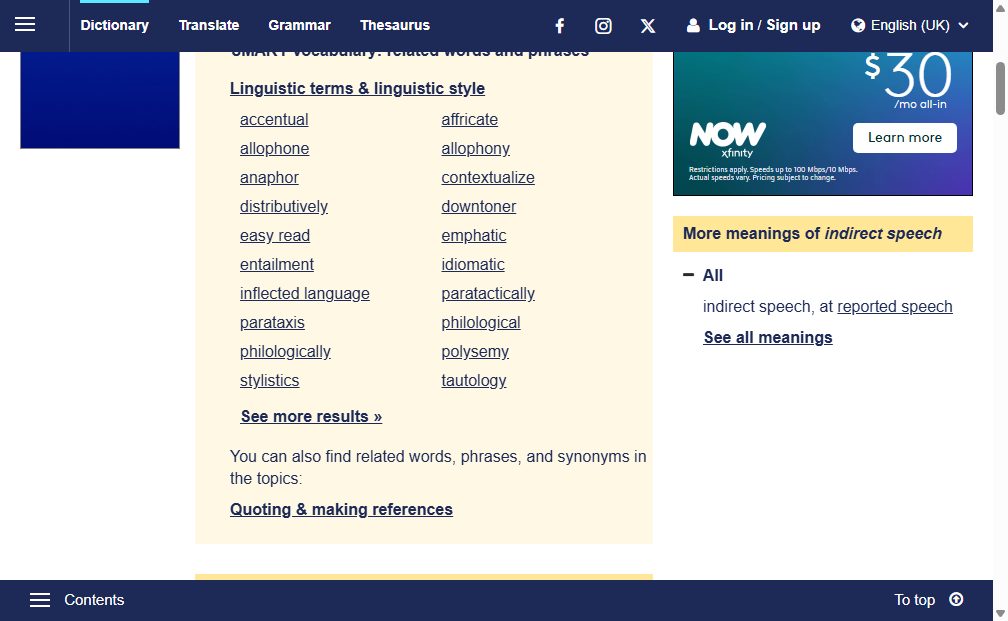 Dictionary Translate Grammar Thesaurus Log in / Sign up English (UK)
SMART Vocabulary: related words and phrases
Linguistic terms & linguistic style
accentual affricate
allophone allophony
anaphor contextualize
distributively downtoner
easy read emphatic
entailment idiomatic
inflected language paratactically
parataxis philological
philologically polysemy
stylistics tautology
See more results »
You can also find related words, phrases, and synonyms in
the topics:
Quoting & making references
$30
/mo all-in
NOW
xfinity
Learn more
Restrictions apply. Speeds up to 100 Mbps/10 Mbps.
Actual speeds vary. Pricing subject to change.
More meanings of indirect speech
All
indirect speech, at reported speech
See all meanings
Contents To top